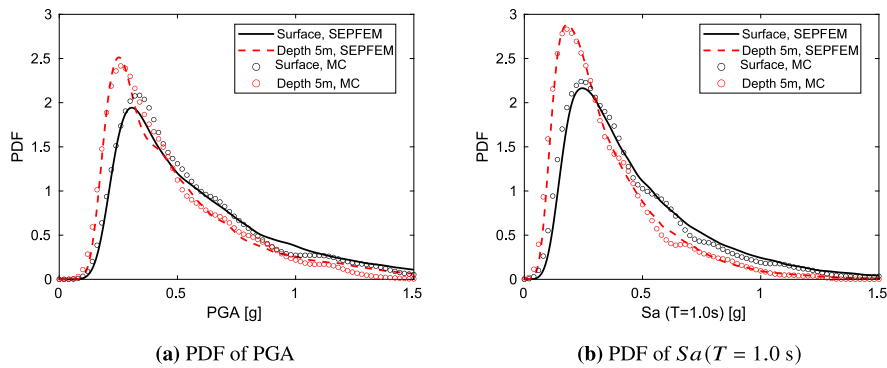 3
2.5
2
1.5
1
0.5
0
PDF
0
0.5
1
1.5
PGA [g]
Surface, SEPFEM
Depth 5m, SEPFEM
Surface, MC
Depth 5m, MC
(a) PDF of PGA
3
2.5
2
1.5
1
0.5
0
PDF
0
0.5
1
1.5
Sa (T=1.0s) [g]
Surface, SEPFEM
Depth 5m, SEPFEM
Surface, MC
Depth 5m, MC
(b) PDF of Sa(T = 1.0 s)